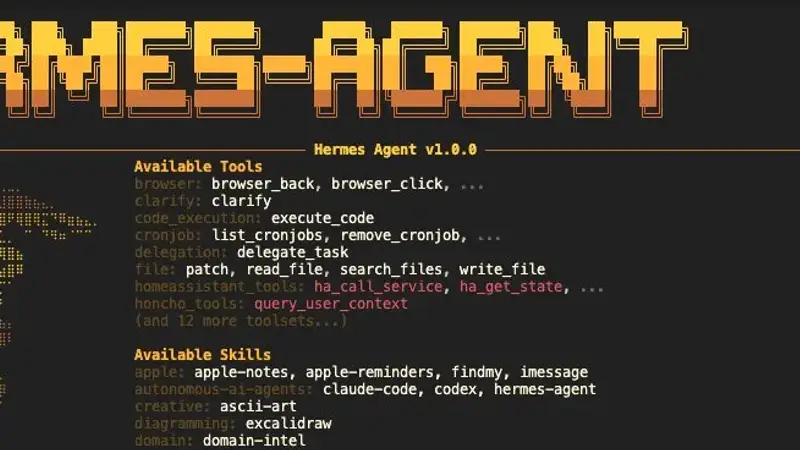 RMES-AGENT
Hermes Agent v1.0.0
Available Tools
browser: browser_back, browser_click, ...
clarify: clarify
code_execution: execute_code
cronjob: list_cronjobs, remove_cronjob, ...
delegation: delegate_task
file: patch, read_file, search_files, write_file
homeassistant_tools: ha_call_service, ha_get_state, ...
honcho_tools: query_user_context
(and 12 more toolsets...)
Available Skills
apple: apple-notes, apple-reminders, findmy, imessage
autonomous-ai-agents: claude-code, codex, hermes-agent
creative: ascii-art
diagramming: excalidraw
domain: domain-intel